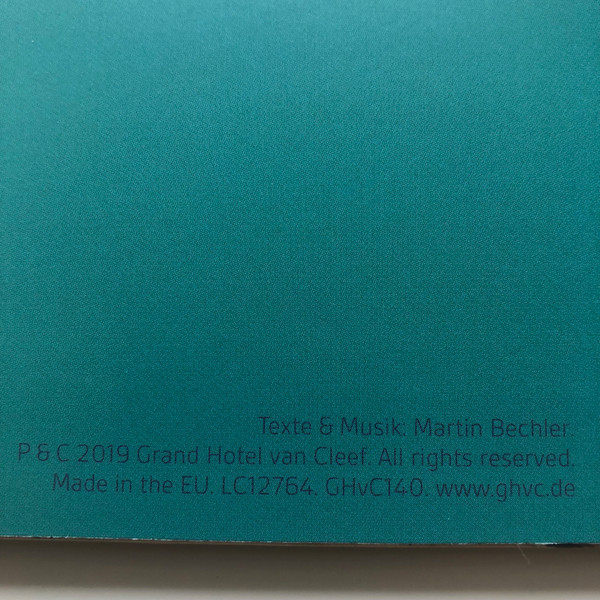 Texte & Musik: Martin Bechler.
P & C 2019 Grand Hotel van Cleef. All rights reserved.
Made in the EU. LC12764. GHvC140. www.ghvc.de